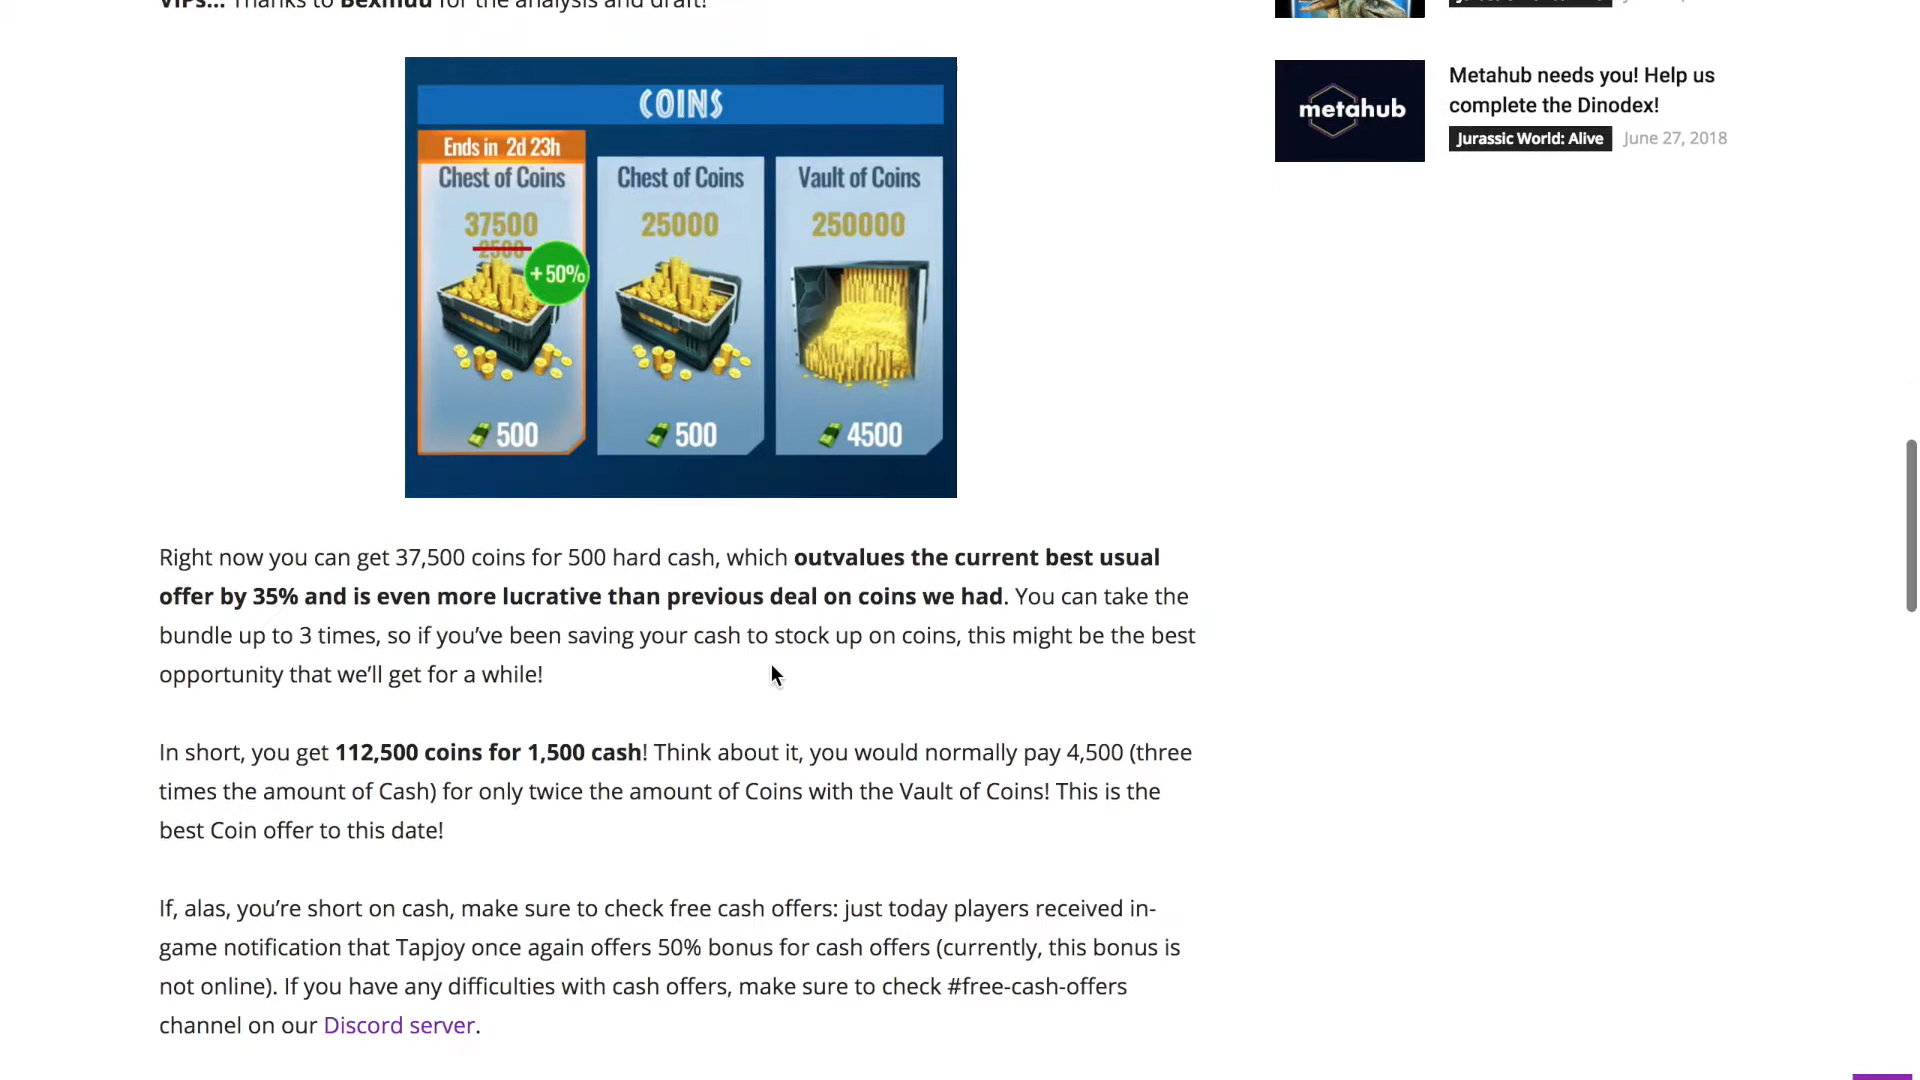 VIPs... Thanks to Bexmuu for the analysis and draft!
COINS
Ends in 2d 23h
Chest of Coins
37500
2500
+50%
500
Chest of Coins
25000
500
Vault of Coins
250000
4500
Right now you can get 37,500 coins for 500 hard cash, which outvalues the current best usual
offer by 35% and is even more lucrative than previous deal on coins we had. You can take the
bundle up to 3 times, so if you’ve been saving your cash to stock up on coins, this might be the best
opportunity that we’ll get for a while!
In short, you get 112,500 coins for 1,500 cash! Think about it, you would normally pay 4,500 (three
times the amount of Cash) for only twice the amount of Coins with the Vault of Coins! This is the
best Coin offer to this date!
If, alas, you’re short on cash, make sure to check free cash offers: just today players received in-
game notification that Tapjoy once again offers 50% bonus for cash offers (currently, this bonus is
not online). If you have any difficulties with cash offers, make sure to check #free-cash-offers
channel on our Discord server.
metahub
Metahub needs you! Help us
complete the Dinodex!
Jurassic World: Alive June 27, 2018